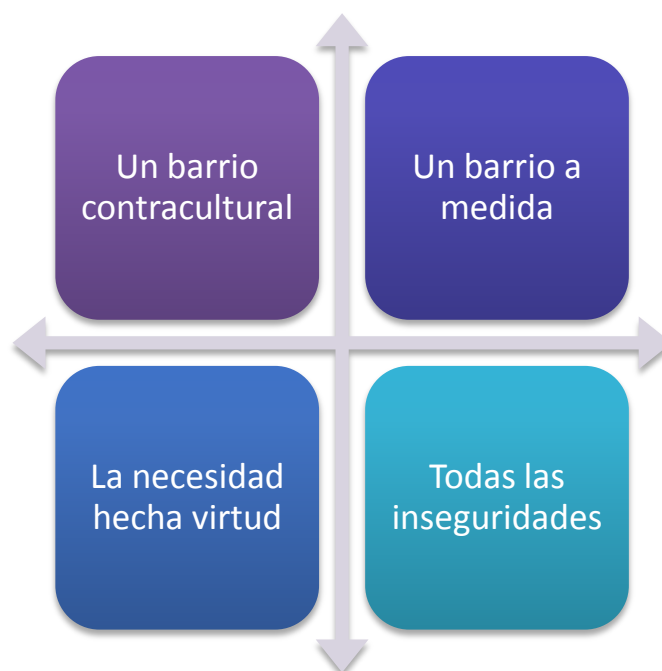 Un barrio
contracultural
Un barrio a
medida
La necesidad
hecha virtud
Todas las
inseguridades